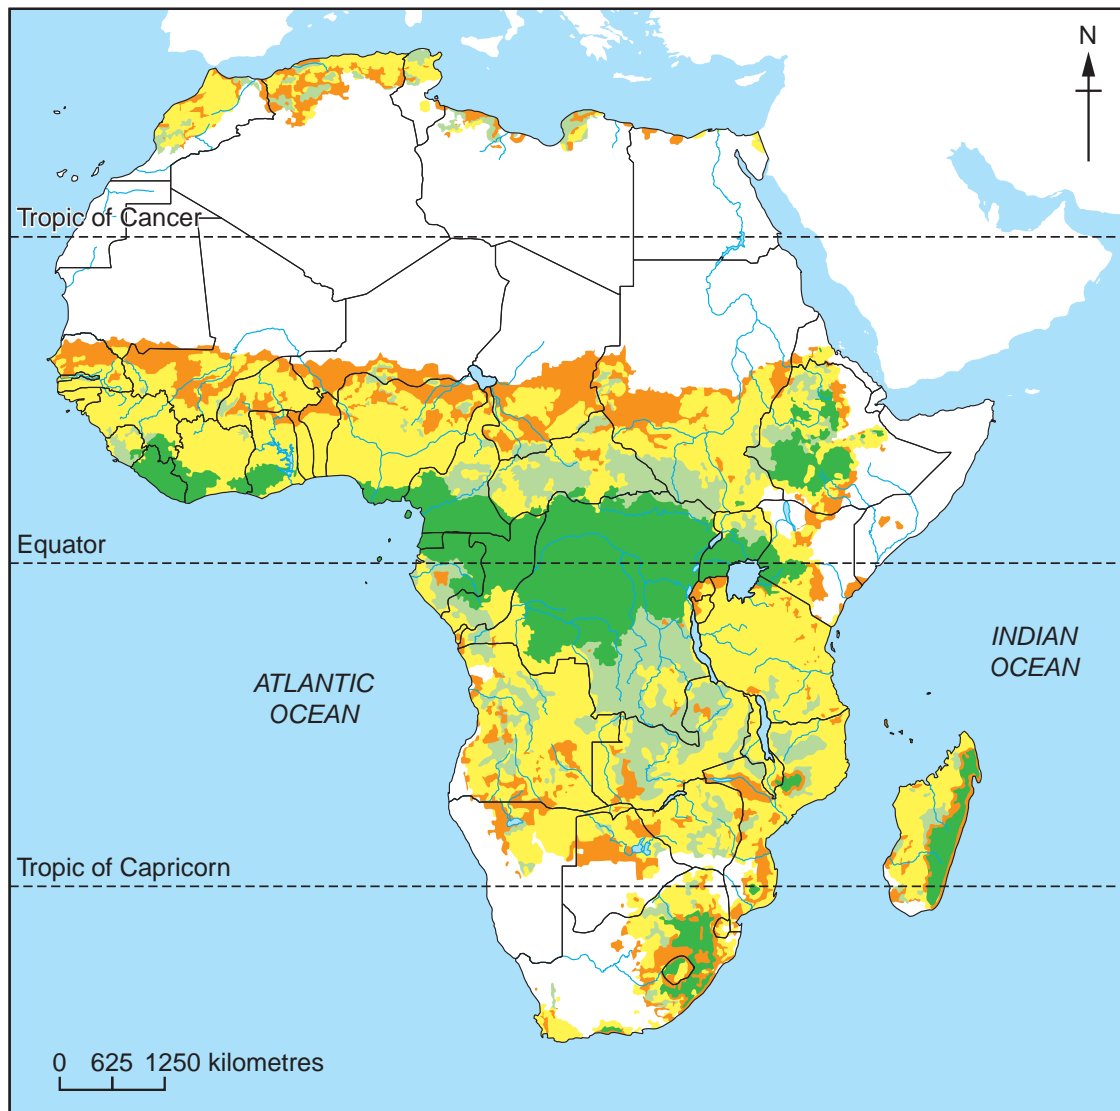 N
Tropic of Cancer
Equator
INDIAN
OCEAN
ATLANTIC
OCEAN
Tropic of Capricorn
0 625 1250 kilometres